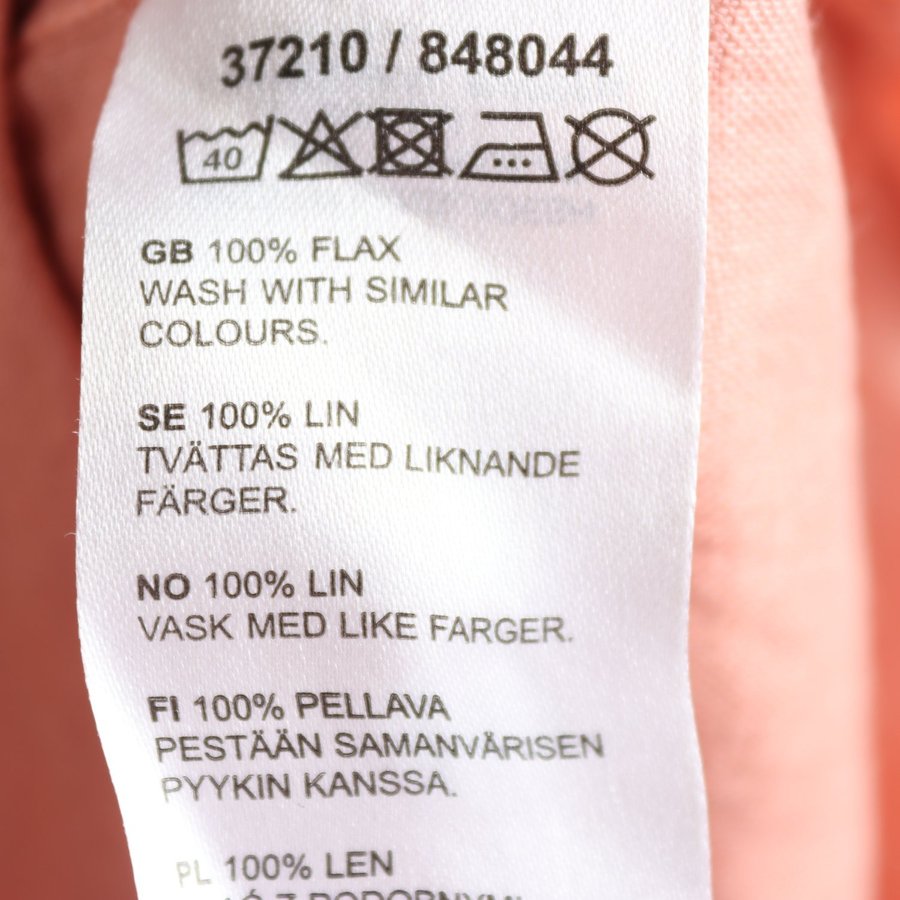 37210 / 848044
40
GB 100% FLAX
WASH WITH SIMILAR
COLOURS.
SE 100% LIN
TVÄTTAS MED LIKNANDE
FÄRGER.
NO 100% LIN
VASK MED LIKE FARGER.
FI 100% PELLAVA
PESTÄÄN SAMANVÄRISEN
PYYKIN KANSSA.
PL 100% LEN
Z PODOBNYMI